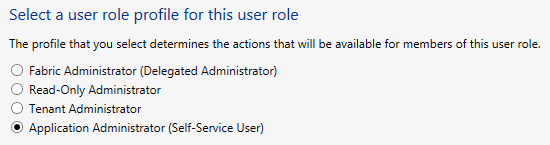 Select a user role profile for this user role
The profile that you select determines the actions that will be available for members of this user role.
Fabric Administrator (Delegated Administrator)
Read-Only Administrator
Tenant Administrator
Application Administrator (Self-Service User)